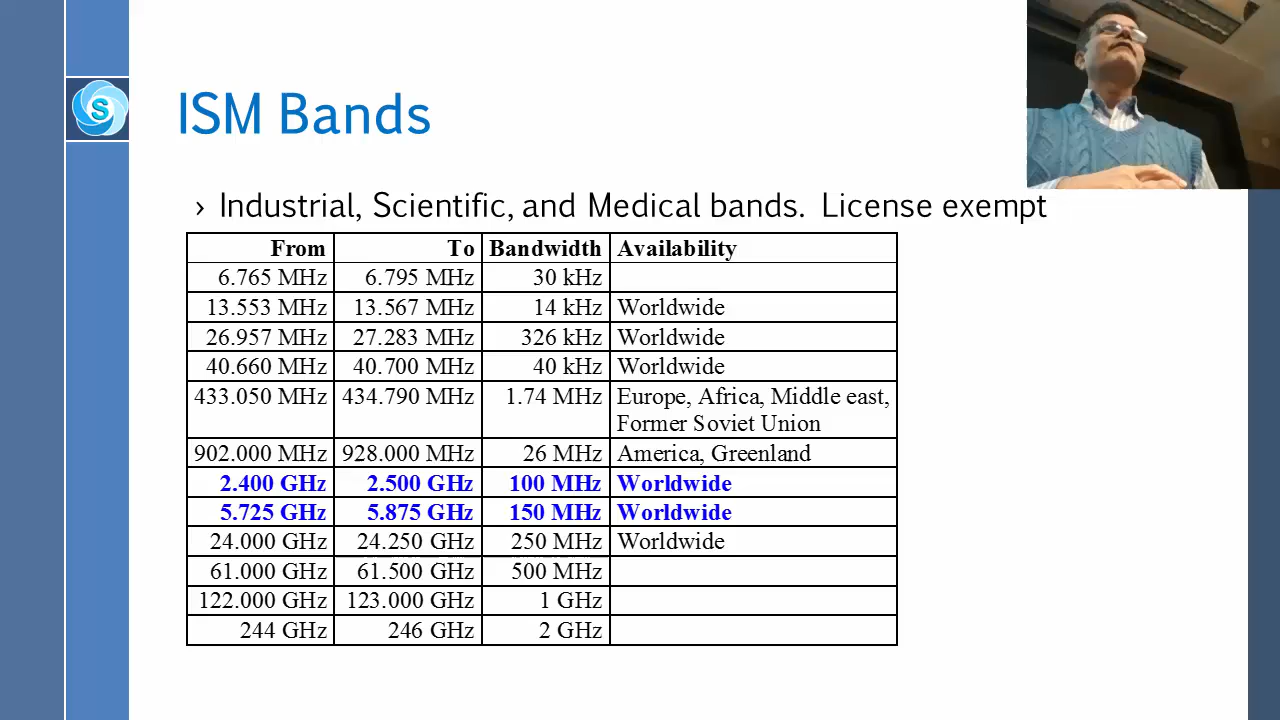 S
ISM Bands
› Industrial, Scientific, and Medical bands. License exempt
From To Bandwidth Availability
6.765 MHz 6.795 MHz 30 kHz
13.553 MHz 13.567 MHz 14 kHz Worldwide
26.957 MHz 27.283 MHz 326 kHz Worldwide
40.660 MHz 40.700 MHz 40 kHz Worldwide
433.050 MHz 434.790 MHz 1.74 MHz Europe, Africa, Middle east,
Former Soviet Union
902.000 MHz 928.000 MHz 26 MHz America, Greenland
2.400 GHz 2.500 GHz 100 MHz Worldwide
5.725 GHz 5.875 GHz 150 MHz Worldwide
24.000 GHz 24.250 GHz 250 MHz Worldwide
61.000 GHz 61.500 GHz 500 MHz
122.000 GHz 123.000 GHz 1 GHz
244 GHz 246 GHz 2 GHz